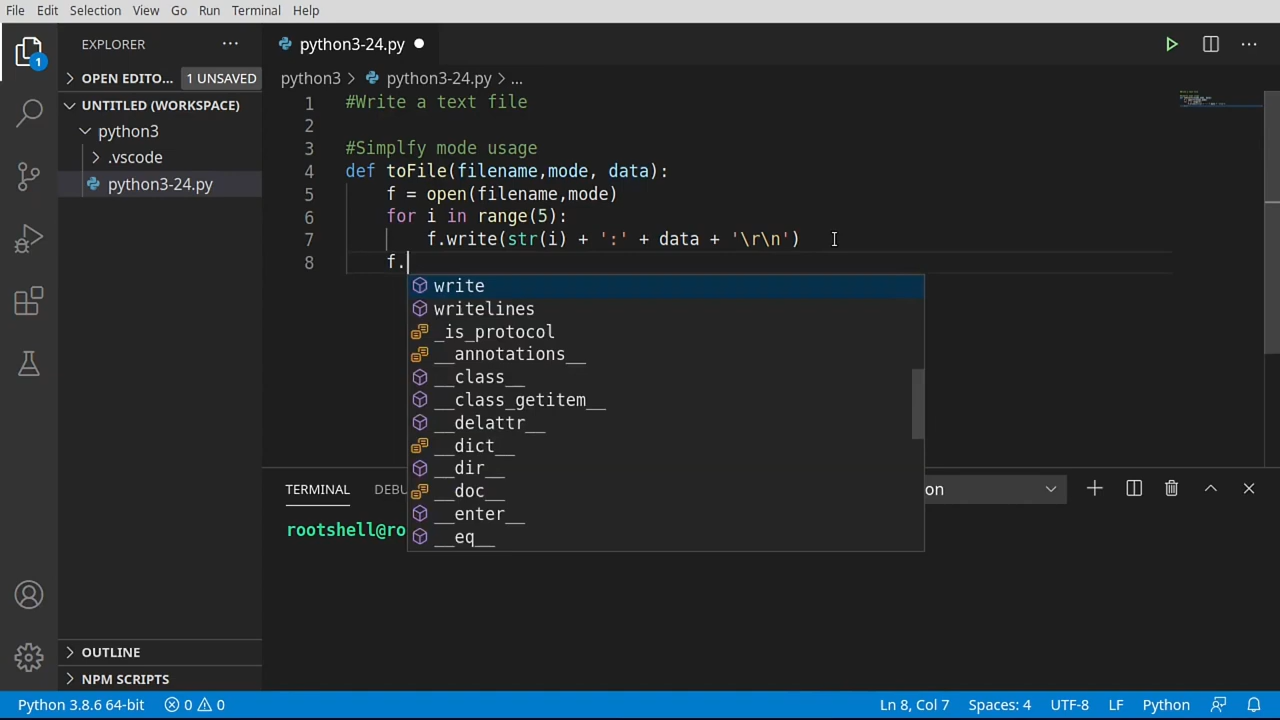 File Edit Selection View Go Run Terminal Help
EXPLORER
python3-24.py
OPEN EDITO... 1 UNSAVED
python3 > python3-24.py > ...
UNTITLED (WORKSPACE)
python3
.vscode
python3-24.py
1
1 #Write a text file
2
3 #Simplfy mode usage
4 def toFile(filename,mode, data):
5 f = open(filename,mode)
6 for i in range(5):
7 f.write(str(i) + ':' + data + '\r\n')
8 f.
write
writelines
_is_protocol
__annotations__
__class__
__class_getitem__
__delattr__
__dict__
__dir__
__doc__
__enter__
__eq__
TERMINAL DEBU
on
rootshell@ro
OUTLINE
NPM SCRIPTS
Python 3.8.6 64-bit 0 0 Ln 8, Col 7 Spaces: 4 UTF-8 LF Python